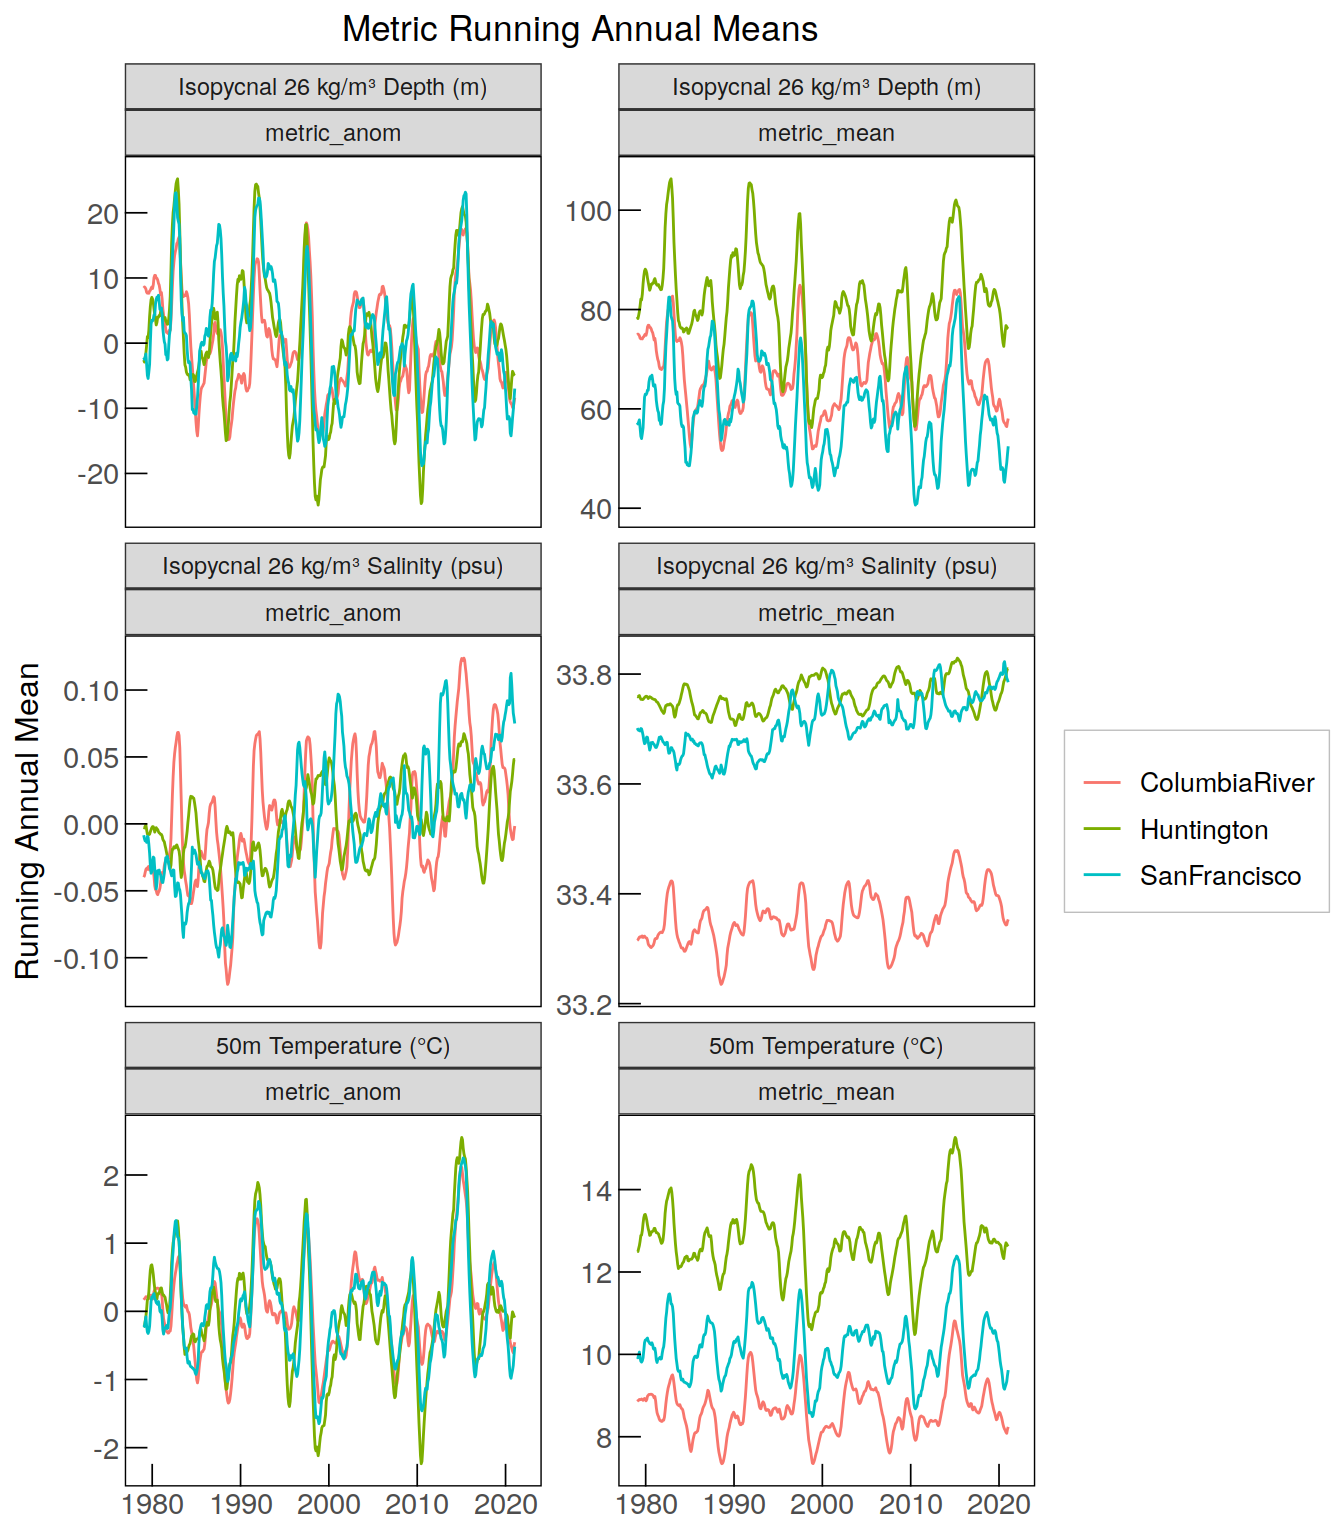 Metric Running Annual Means
Isopycnal 26 kg/m³ Depth (m)
metric_anom
20
10
0
-10
-20
Isopycnal 26 kg/m³ Depth (m)
metric_mean
100
80
60
40
Isopycnal 26 kg/m³ Salinity (psu)
metric_anom
0.10
0.05
0.00
-0.05
-0.10
Isopycnal 26 kg/m³ Salinity (psu)
metric_mean
33.8
33.6
33.4
33.2
50m Temperature (°C)
metric_anom
2
1
0
-1
-2
1980 1990 2000 2010 2020
50m Temperature (°C)
metric_mean
14
12
10
8
1980 1990 2000 2010 2020
Running Annual Mean
ColumbiaRiver
Huntington
SanFrancisco